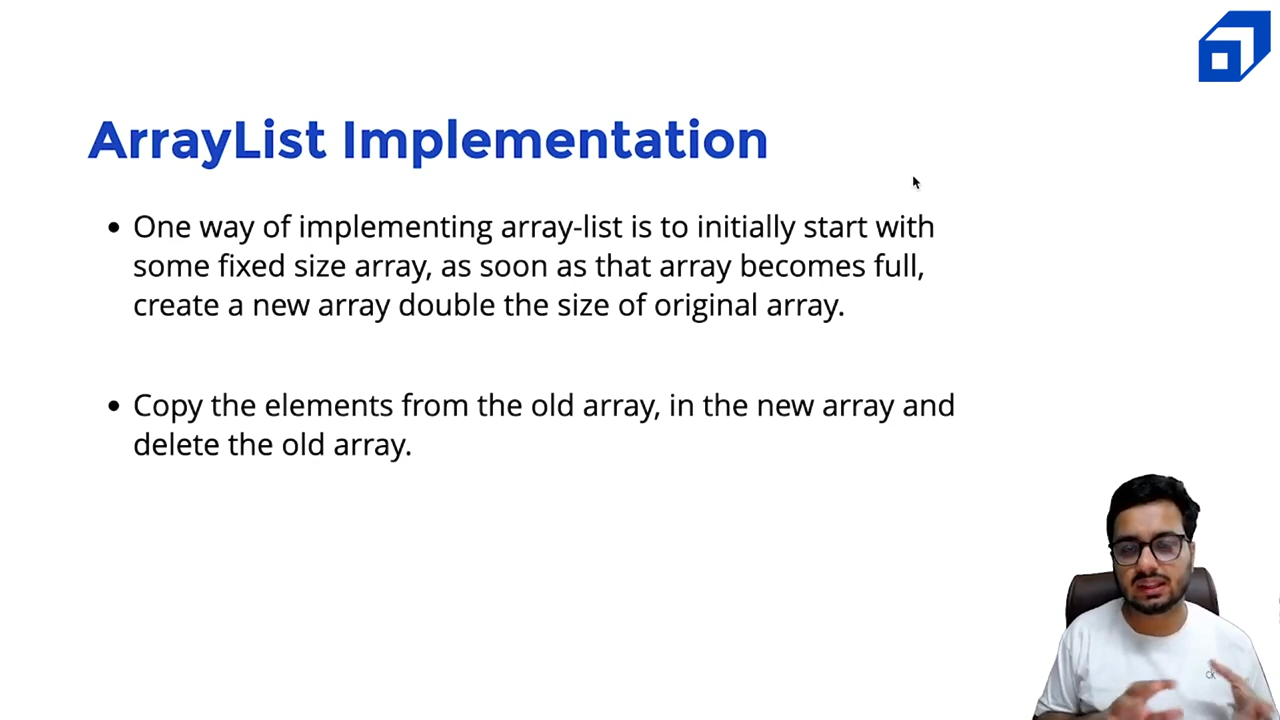 ArrayList Implementation
• One way of implementing array-list is to initially start with
some fixed size array, as soon as that array becomes full,
create a new array double the size of original array.
• Copy the elements from the old array, in the new array and
delete the old array.
CK